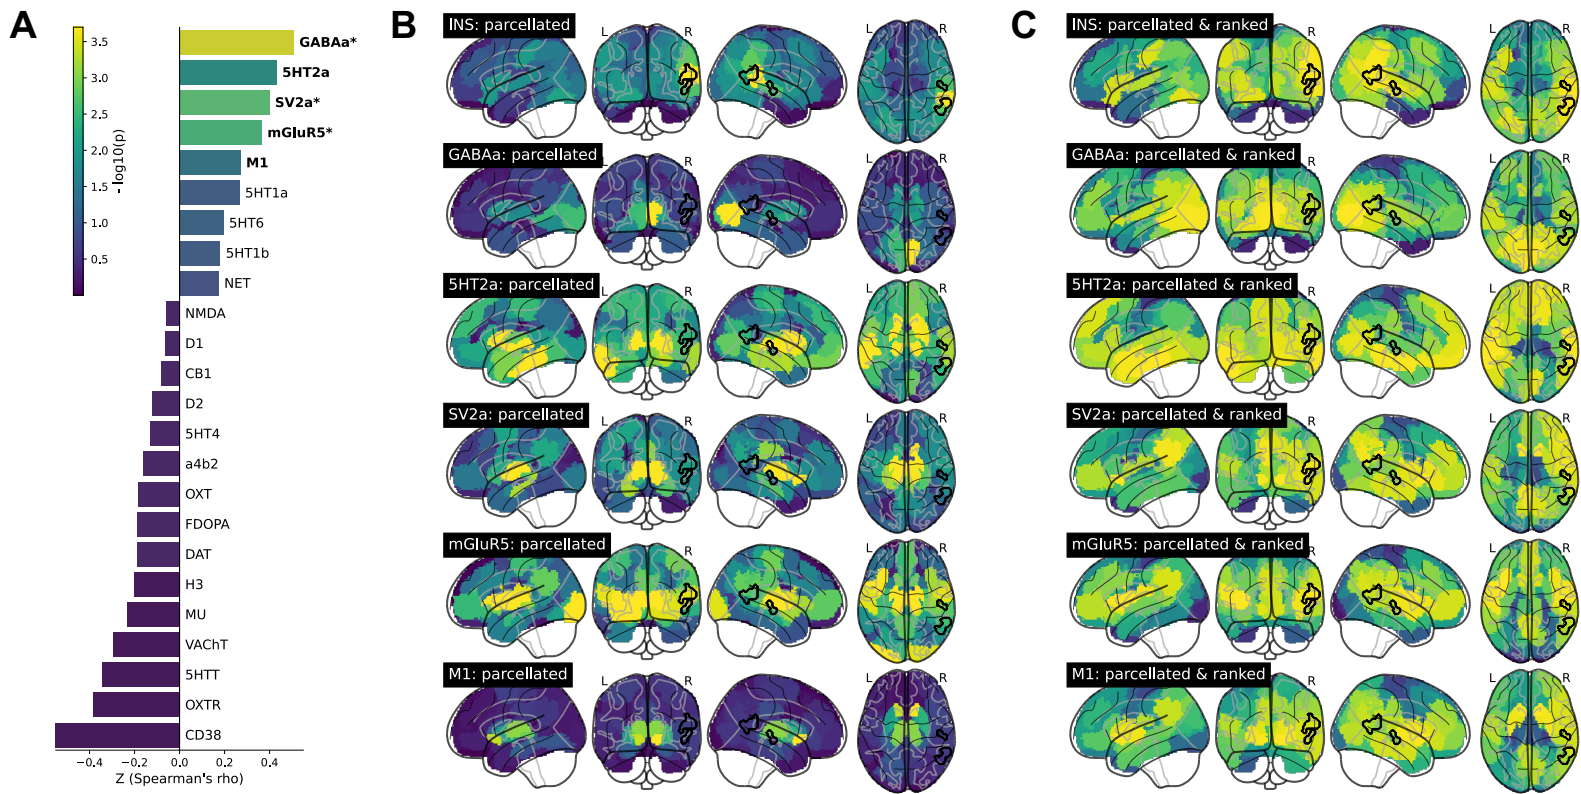 A
3.5
3.0
2.5
2.0
1.5
1.0
0.5
- log10(p)
GABAa*
5HT2a
SV2a*
mGluR5*
M1
5HT1a
5HT6
5HT1b
NET
NMDA
D1
CB1
D2
5HT4
a4b2
OXT
FDOPA
DAT
H3
MU
VAChT
5HTT
OXTR
CD38
−0.4 −0.2 0.0 0.2 0.4
Z (Spearman's rho)
B
INS: parcellated
L R L R
GABAa: parcellated
L R L R
5HT2a: parcellated
L R L R
SV2a: parcellated
L R L R
mGluR5: parcellated
L R L R
M1: parcellated
L R L R
C
INS: parcellated & ranked
L R L R
GABAa: parcellated & ranked
R L R
5HT2a: parcellated & ranked
R L R
SV2a: parcellated & ranked
R L R
mGluR5: parcellated & ranked
R L R
M1: parcellated & ranked
R L R